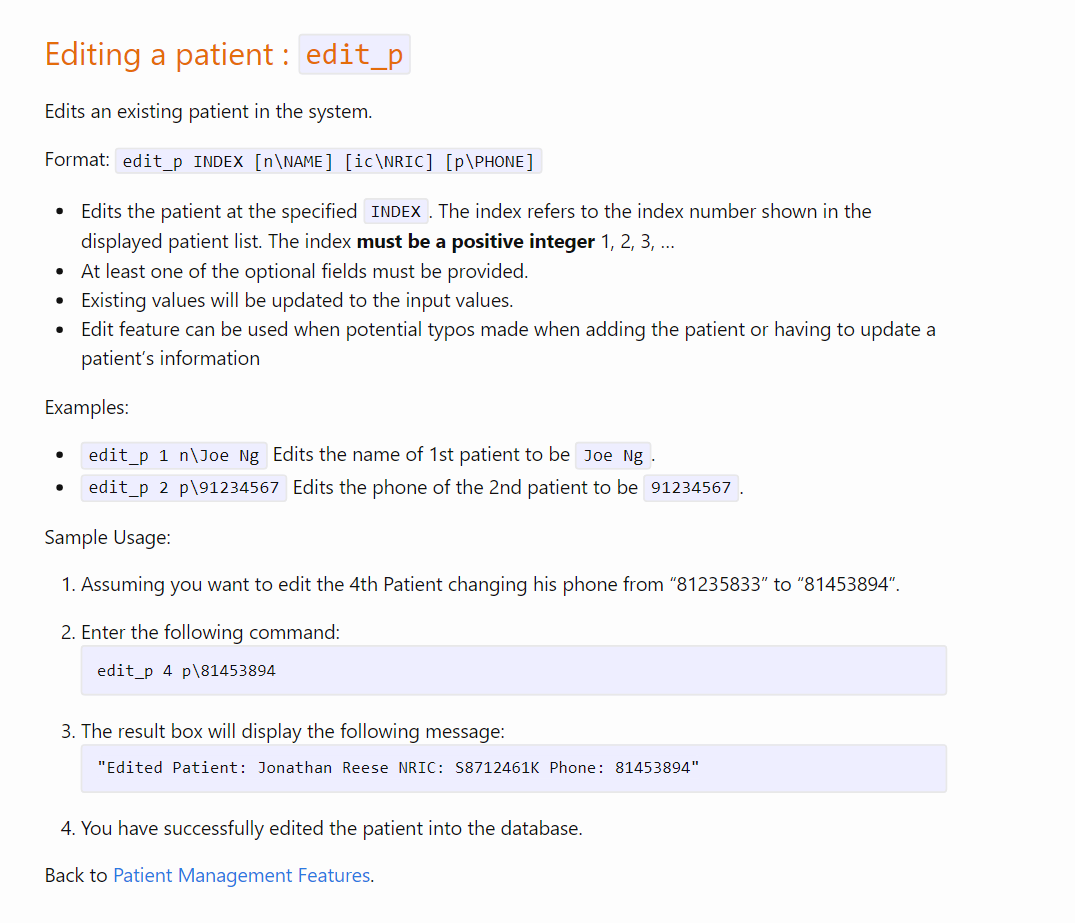 Editing a patient : edit_p
Edits an existing patient in the system.
Format: edit_p INDEX [n\NAME] [ic\NRIC] [p\PHONE]
• Edits the patient at the specified INDEX. The index refers to the index number shown in the
displayed patient list. The index must be a positive integer 1, 2, 3, …
• At least one of the optional fields must be provided.
• Existing values will be updated to the input values.
• Edit feature can be used when potential typos made when adding the patient or having to update a
patient’s information
Examples:
• edit_p 1 n\Joe Ng Edits the name of 1st patient to be Joe Ng.
• edit_p 2 p\91234567 Edits the phone of the 2nd patient to be 91234567.
Sample Usage:
1. Assuming you want to edit the 4th Patient changing his phone from “81235833” to “81453894”.
2. Enter the following command:
edit_p 4 p\81453894
3. The result box will display the following message:
"Edited Patient: Jonathan Reese NRIC: S8712461K Phone: 81453894"
4. You have successfully edited the patient into the database.
Back to Patient Management Features.